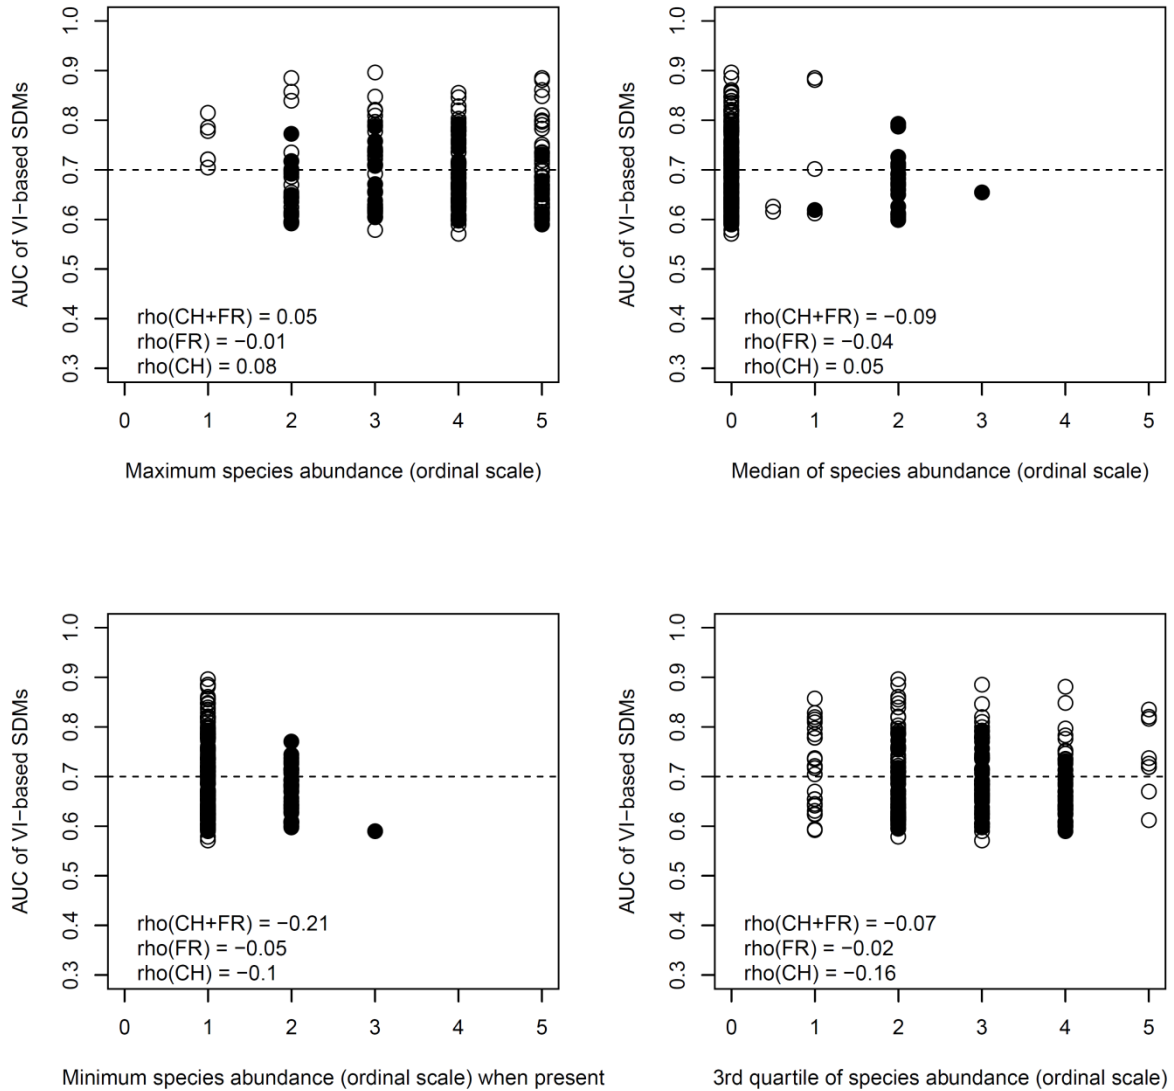 AUC of VI-based SDMs
1.0
0.9
0.8
0.7
0.6
0.5
0.4
0.3
rho(CH+FR) = 0.05
rho(FR) = −0.01
rho(CH) = 0.08
0 1 2 3 4 5
Maximum species abundance (ordinal scale)
AUC of VI-based SDMs
1.0
0.9
0.8
0.7
0.6
0.5
0.4
0.3
rho(CH+FR) = −0.09
rho(FR) = −0.04
rho(CH) = 0.05
0 1 2 3 4 5
Median of species abundance (ordinal scale)
AUC of VI-based SDMs
1.0
0.9
0.8
0.7
0.6
0.5
0.4
0.3
rho(CH+FR) = −0.21
rho(FR) = −0.05
rho(CH) = −0.1
0 1 2 3 4 5
Minimum species abundance (ordinal scale) when present
AUC of VI-based SDMs
1.0
0.9
0.8
0.7
0.6
0.5
0.4
0.3
rho(CH+FR) = −0.07
rho(FR) = −0.02
rho(CH) = −0.16
0 1 2 3 4 5
3rd quartile of species abundance (ordinal scale)